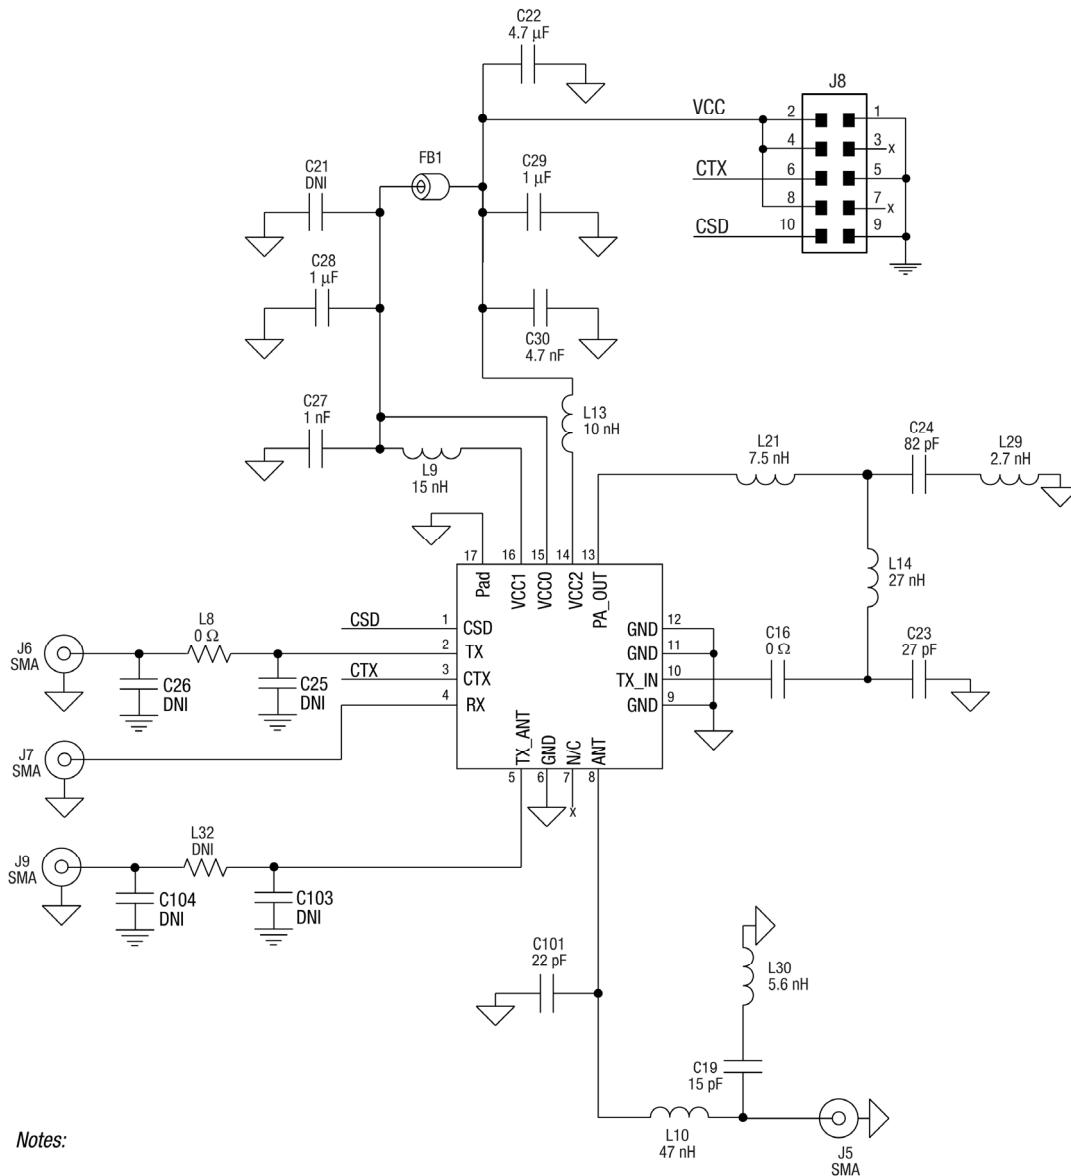 C22
4.7 µF
J8
VCC
2
1
4
3
x
CTX
6
5
8
7
x
CSD
10
9
FB1
C21
DNI
C29
1 µF
C28
1 µF
C30
4.7 nF
C27
1 nF
L13
10 nH
L9
15 nH
L21
7.5 nH
C24
82 pF
L29
2.7 nH
L14
27 nH
C16
0 Ω
C23
27 pF
17
16
15
14
13
Pad
VCC1
VCC0
VCC2
PA_OUT
CSD
1
CSD
2
TX
CTX
3
CTX
4
RX
GND
12
GND
11
TX_IN
10
GND
9
TX_ANT
GND
N/C
ANT
5
6
7
8
x
J6
SMA
L8
0 Ω
C26
DNI
C25
DNI
J7
SMA
J9
SMA
L32
DNI
C104
DNI
C103
DNI
C101
22 pF
L30
5.6 nH
C19
15 pF
L10
47 nH
J5
SMA
Notes: